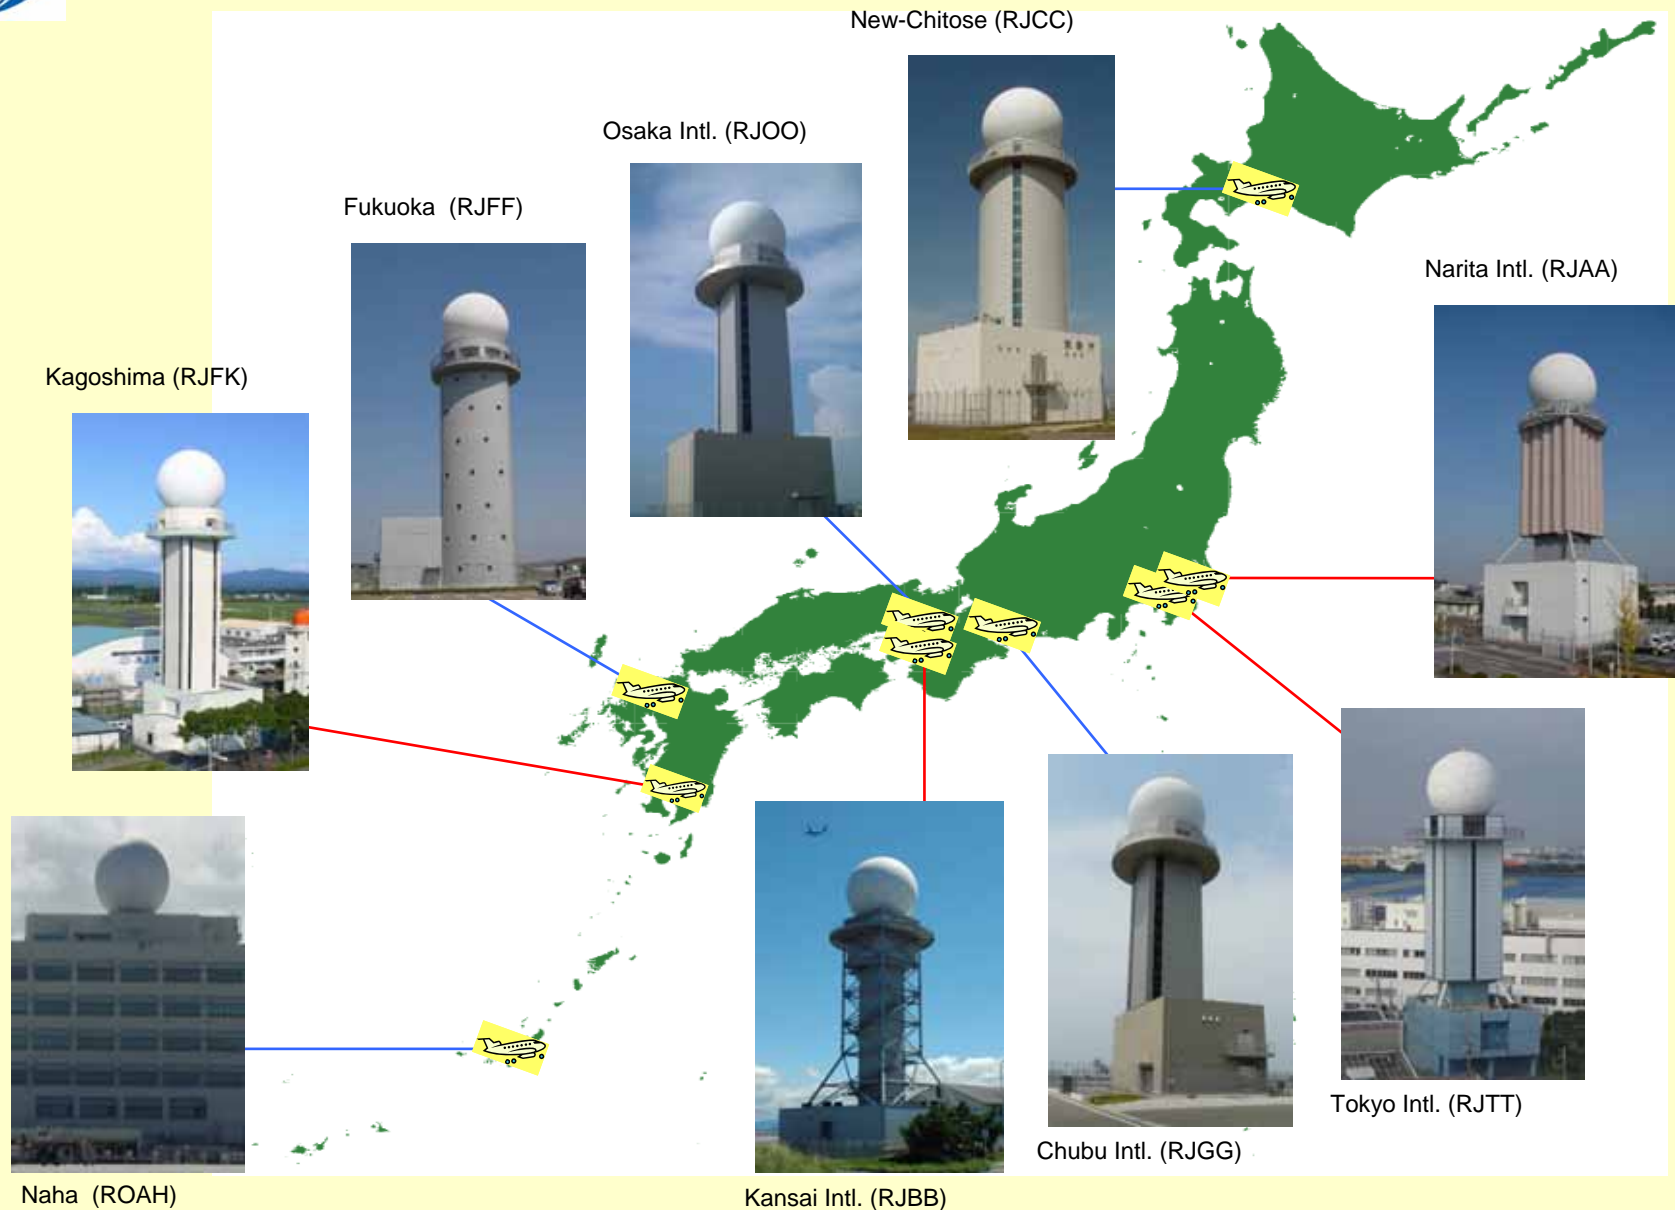 New-Chitose (RJCC)
Osaka Intl. (RJOO)
Fukuoka (RJFF)
Narita Intl. (RJAA)
Kagoshima (RJFK)
Tokyo Intl. (RJTT)
Chubu Intl. (RJGG)
Naha (ROAH)
Kansai Intl. (RJBB)